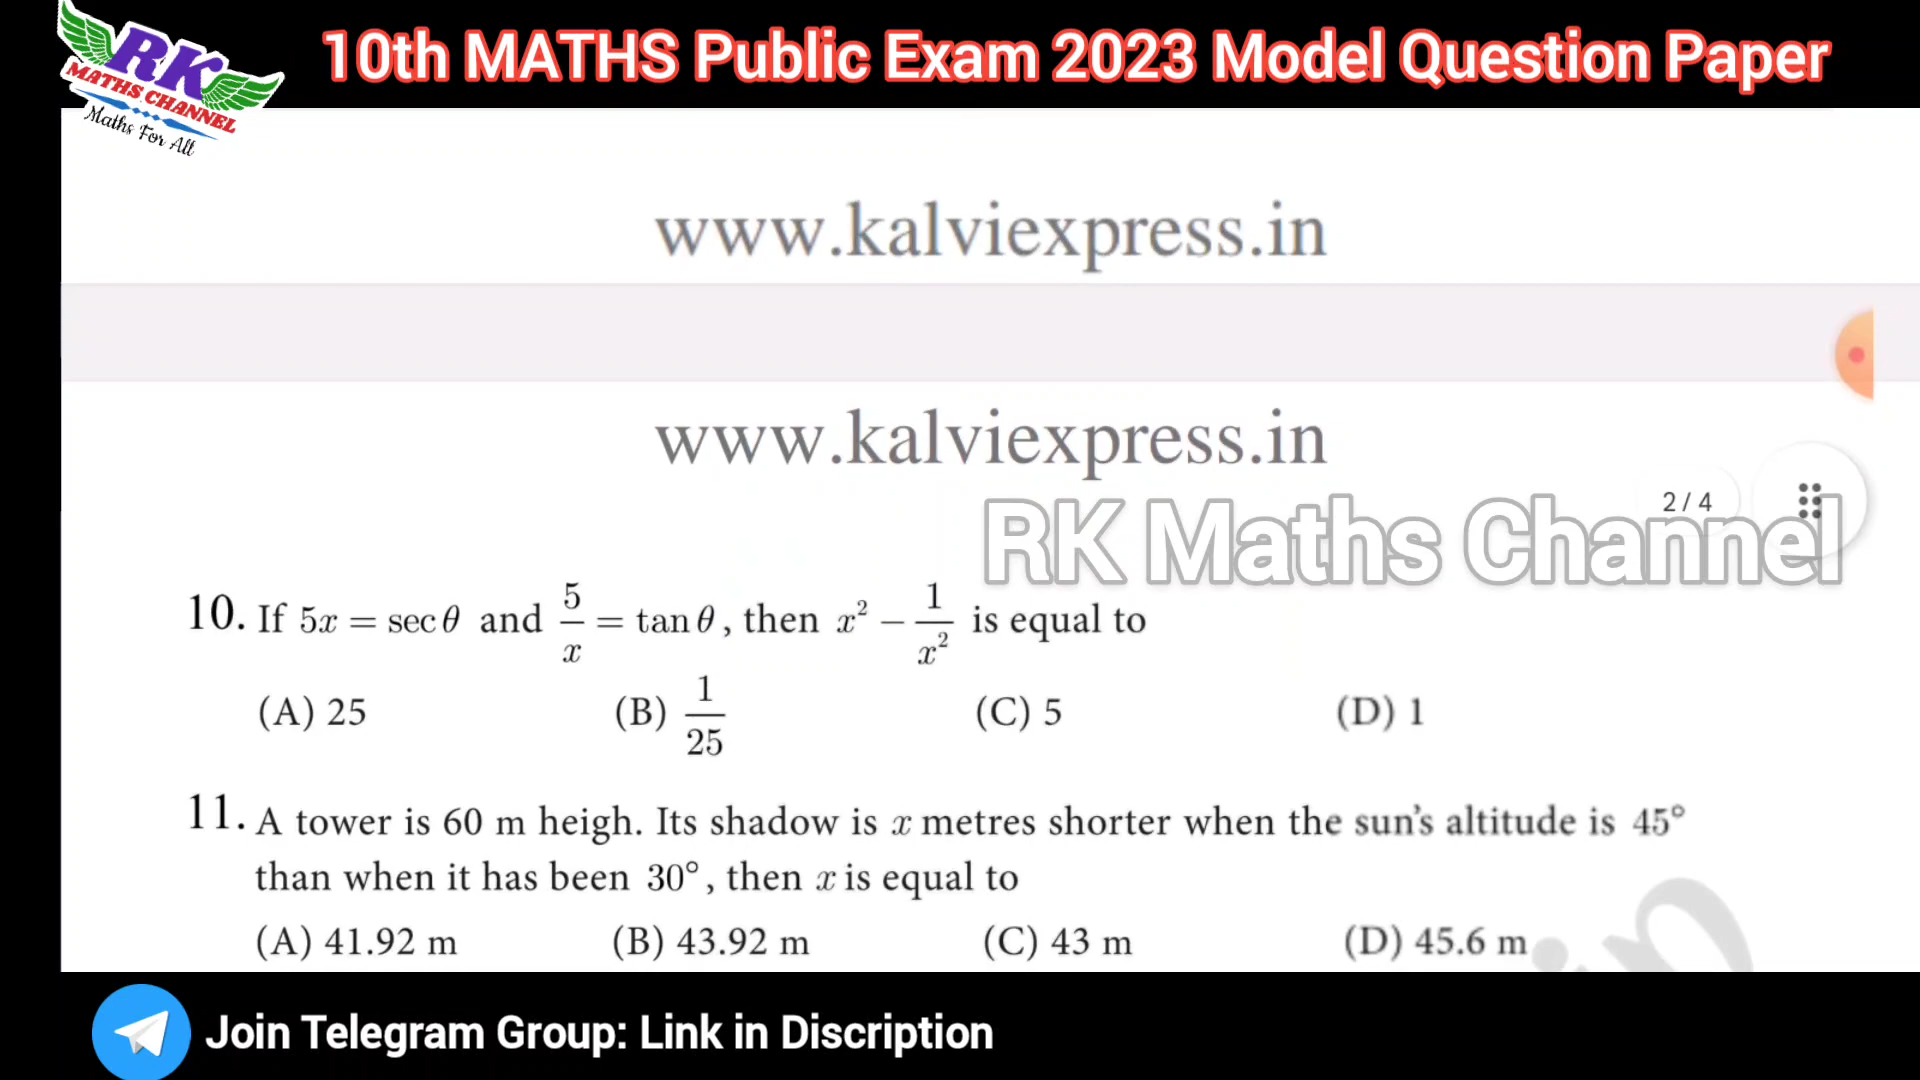 RK
MATHS CHANNEL
Maths For All
10th MATHS Public Exam 2023 Model Question Paper
www.kalviexpress.in
www.kalviexpress.in
2 / 4
RK Maths Channel
10. If 5x = sec θ and 5/x = tan θ, then x² − 1/x² is equal to
(A) 25 (B) 1/25 (C) 5 (D) 1
11. A tower is 60 m heigh. Its shadow is x metres shorter when the sun's altitude is 45°
than when it has been 30°, then x is equal to
(A) 41.92 m (B) 43.92 m (C) 43 m (D) 45.6 m
in
Join Telegram Group: Link in Discription